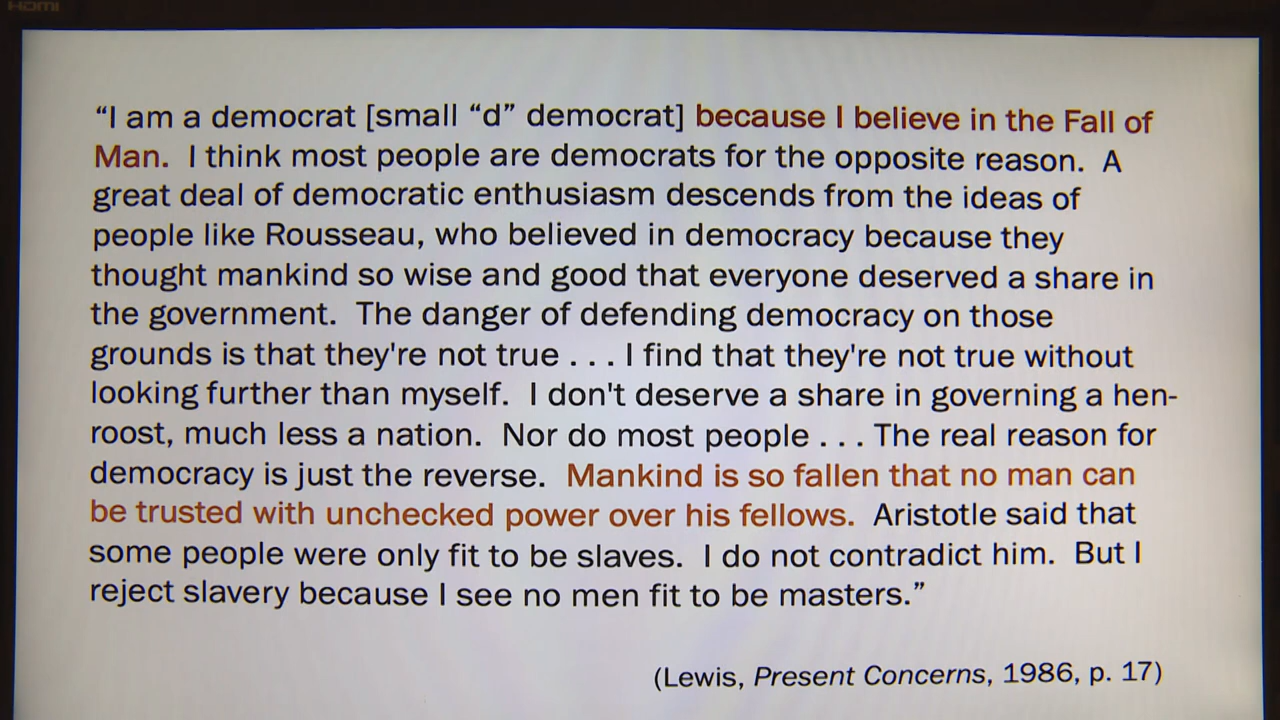 HDMI
“I am a democrat [small “d” democrat] because I believe in the Fall of
Man.  I think most people are democrats for the opposite reason.  A
great deal of democratic enthusiasm descends from the ideas of
people like Rousseau, who believed in democracy because they
thought mankind so wise and good that everyone deserved a share in
the government.  The danger of defending democracy on those
grounds is that they're not true . . . I find that they're not true without
looking further than myself.  I don't deserve a share in governing a hen-
roost, much less a nation.  Nor do most people . . . The real reason for
democracy is just the reverse.  Mankind is so fallen that no man can
be trusted with unchecked power over his fellows.  Aristotle said that
some people were only fit to be slaves.  I do not contradict him.  But I
reject slavery because I see no men fit to be masters.”
(Lewis, Present Concerns, 1986, p. 17)